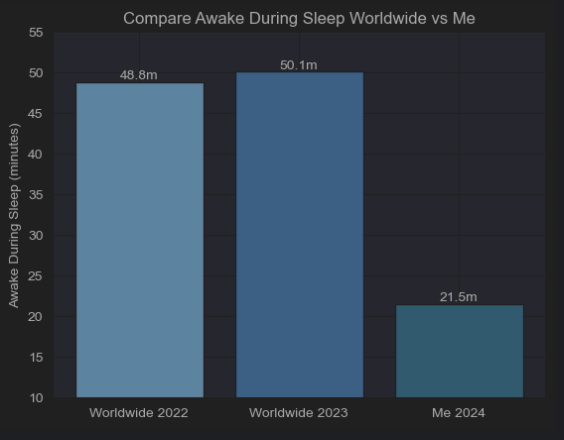 Compare Awake During Sleep Worldwide vs Me
Awake During Sleep (minutes)
55
50
45
40
35
30
25
20
15
10
48.8m
50.1m
21.5m
Worldwide 2022
Worldwide 2023
Me 2024